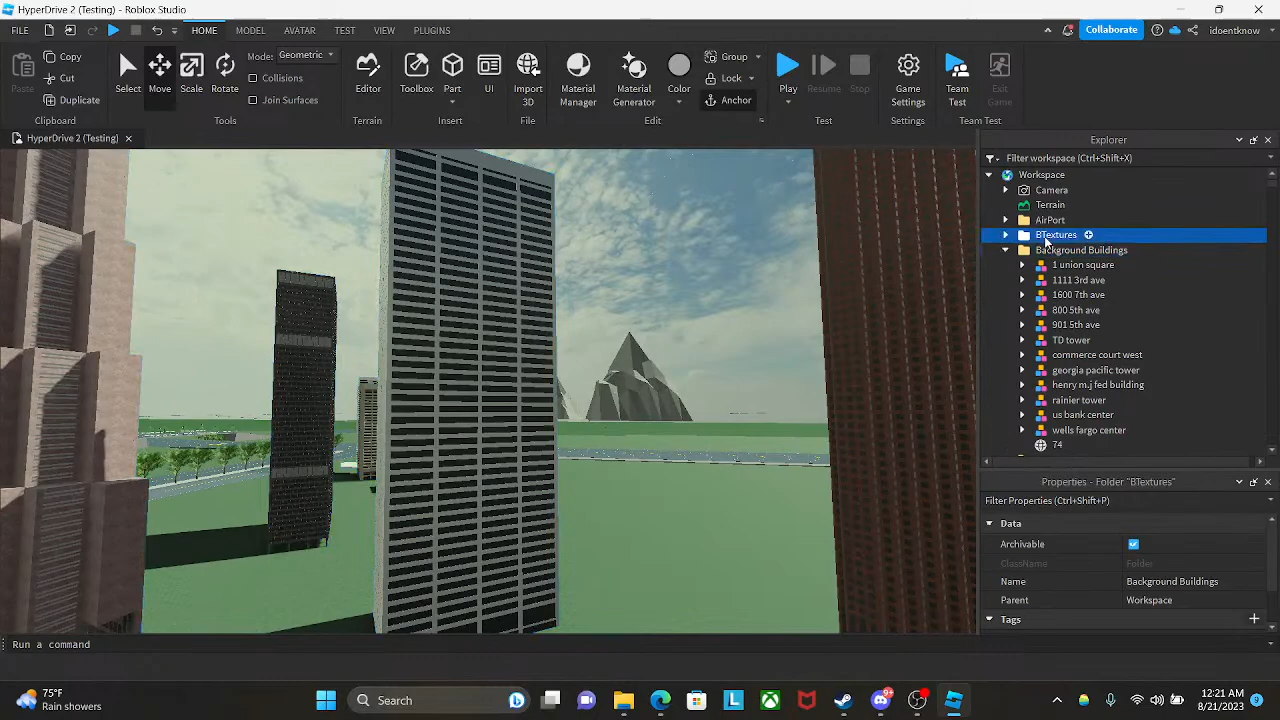 HyperDrive 2 (Testing) - Roblox Studio
FILE HOME MODEL AVATAR TEST VIEW PLUGINS Collaborate idoentknow
Paste Copy Cut Duplicate Clipboard
Select Move Scale Rotate Mode: Geometric Collisions Join Surfaces Tools
Editor Terrain
Toolbox Part UI Insert
Import 3D File
Material Manager Material Generator Color Group Lock Anchor Edit
Play Resume Stop Test
Game Settings Settings
Team Test Exit Game Team Test
HyperDrive 2 (Testing)
Explorer
Filter workspace (Ctrl+Shift+X)
Workspace
Camera
Terrain
AirPort
BTextures
Background Buildings
1 union square
1111 3rd ave
1600 7th ave
800 5th ave
901 5th ave
TD tower
commerce court west
georgia pacific tower
henry m.j fed building
rainier tower
us bank center
wells fargo center
74
Properties - Folder "BTextures"
Filter Properties (Ctrl+Shift+P)
Data
Archivable
ClassName Folder
Name Background Buildings
Parent Workspace
Tags
Run a command
75°F
Rain showers
Search
9+
12:21 AM
8/21/2023